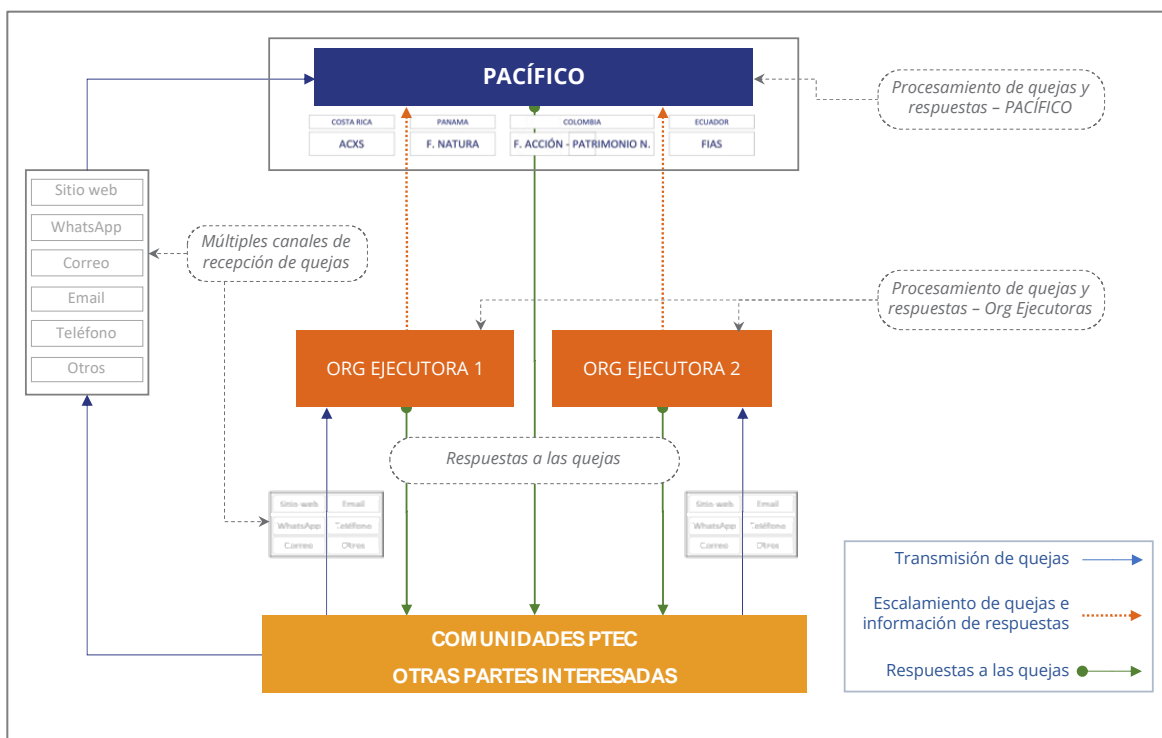 PACÍFICO
Procesamiento de quejas y
respuestas – PACÍFICO
COSTA RICA
PANAMA
COLOMBIA
ECUADOR
ACXS
F. NATURA
F. ACCIÓN - PATRIMONIO N.
FIAS
Sitio web
WhatsApp
Correo
Email
Teléfono
Otros
Múltiples canales de
recepción de quejas
Procesamiento de quejas y
respuestas – Org Ejecutoras
ORG EJECUTORA 1
ORG EJECUTORA 2
Respuestas a las quejas
Sitio web
Email
WhatsApp
Teléfono
Correo
Otros
Sitio web
Email
WhatsApp
Teléfono
Correo
Otros
COMUNIDADES PTEC
OTRAS PARTES INTERESADAS
Transmisión de quejas
Escalamiento de quejas e
información de respuestas
Respuestas a las quejas